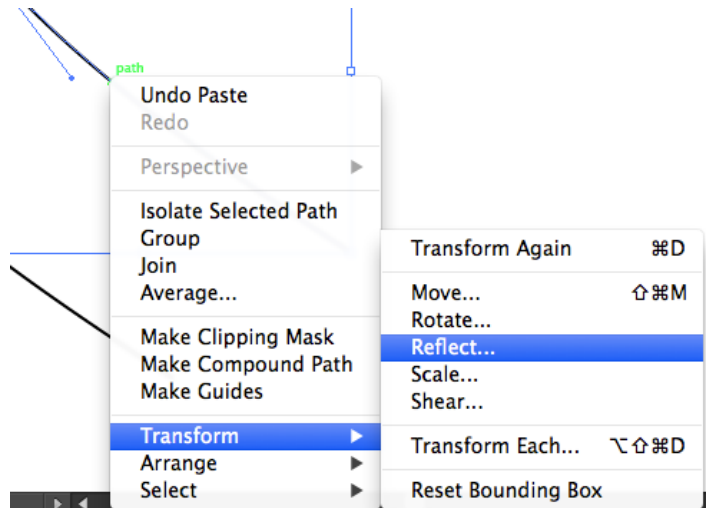 path
Undo Paste
Redo
Perspective ▶
Isolate Selected Path
Group
Join
Average...
Make Clipping Mask
Make Compound Path
Make Guides
Transform ▶
Arrange ▶
Select ▶
Transform Again ⌘D
Move... ⇧⌘M
Rotate...
Reflect...
Scale...
Shear...
Transform Each... ⌥⇧⌘D
Reset Bounding Box